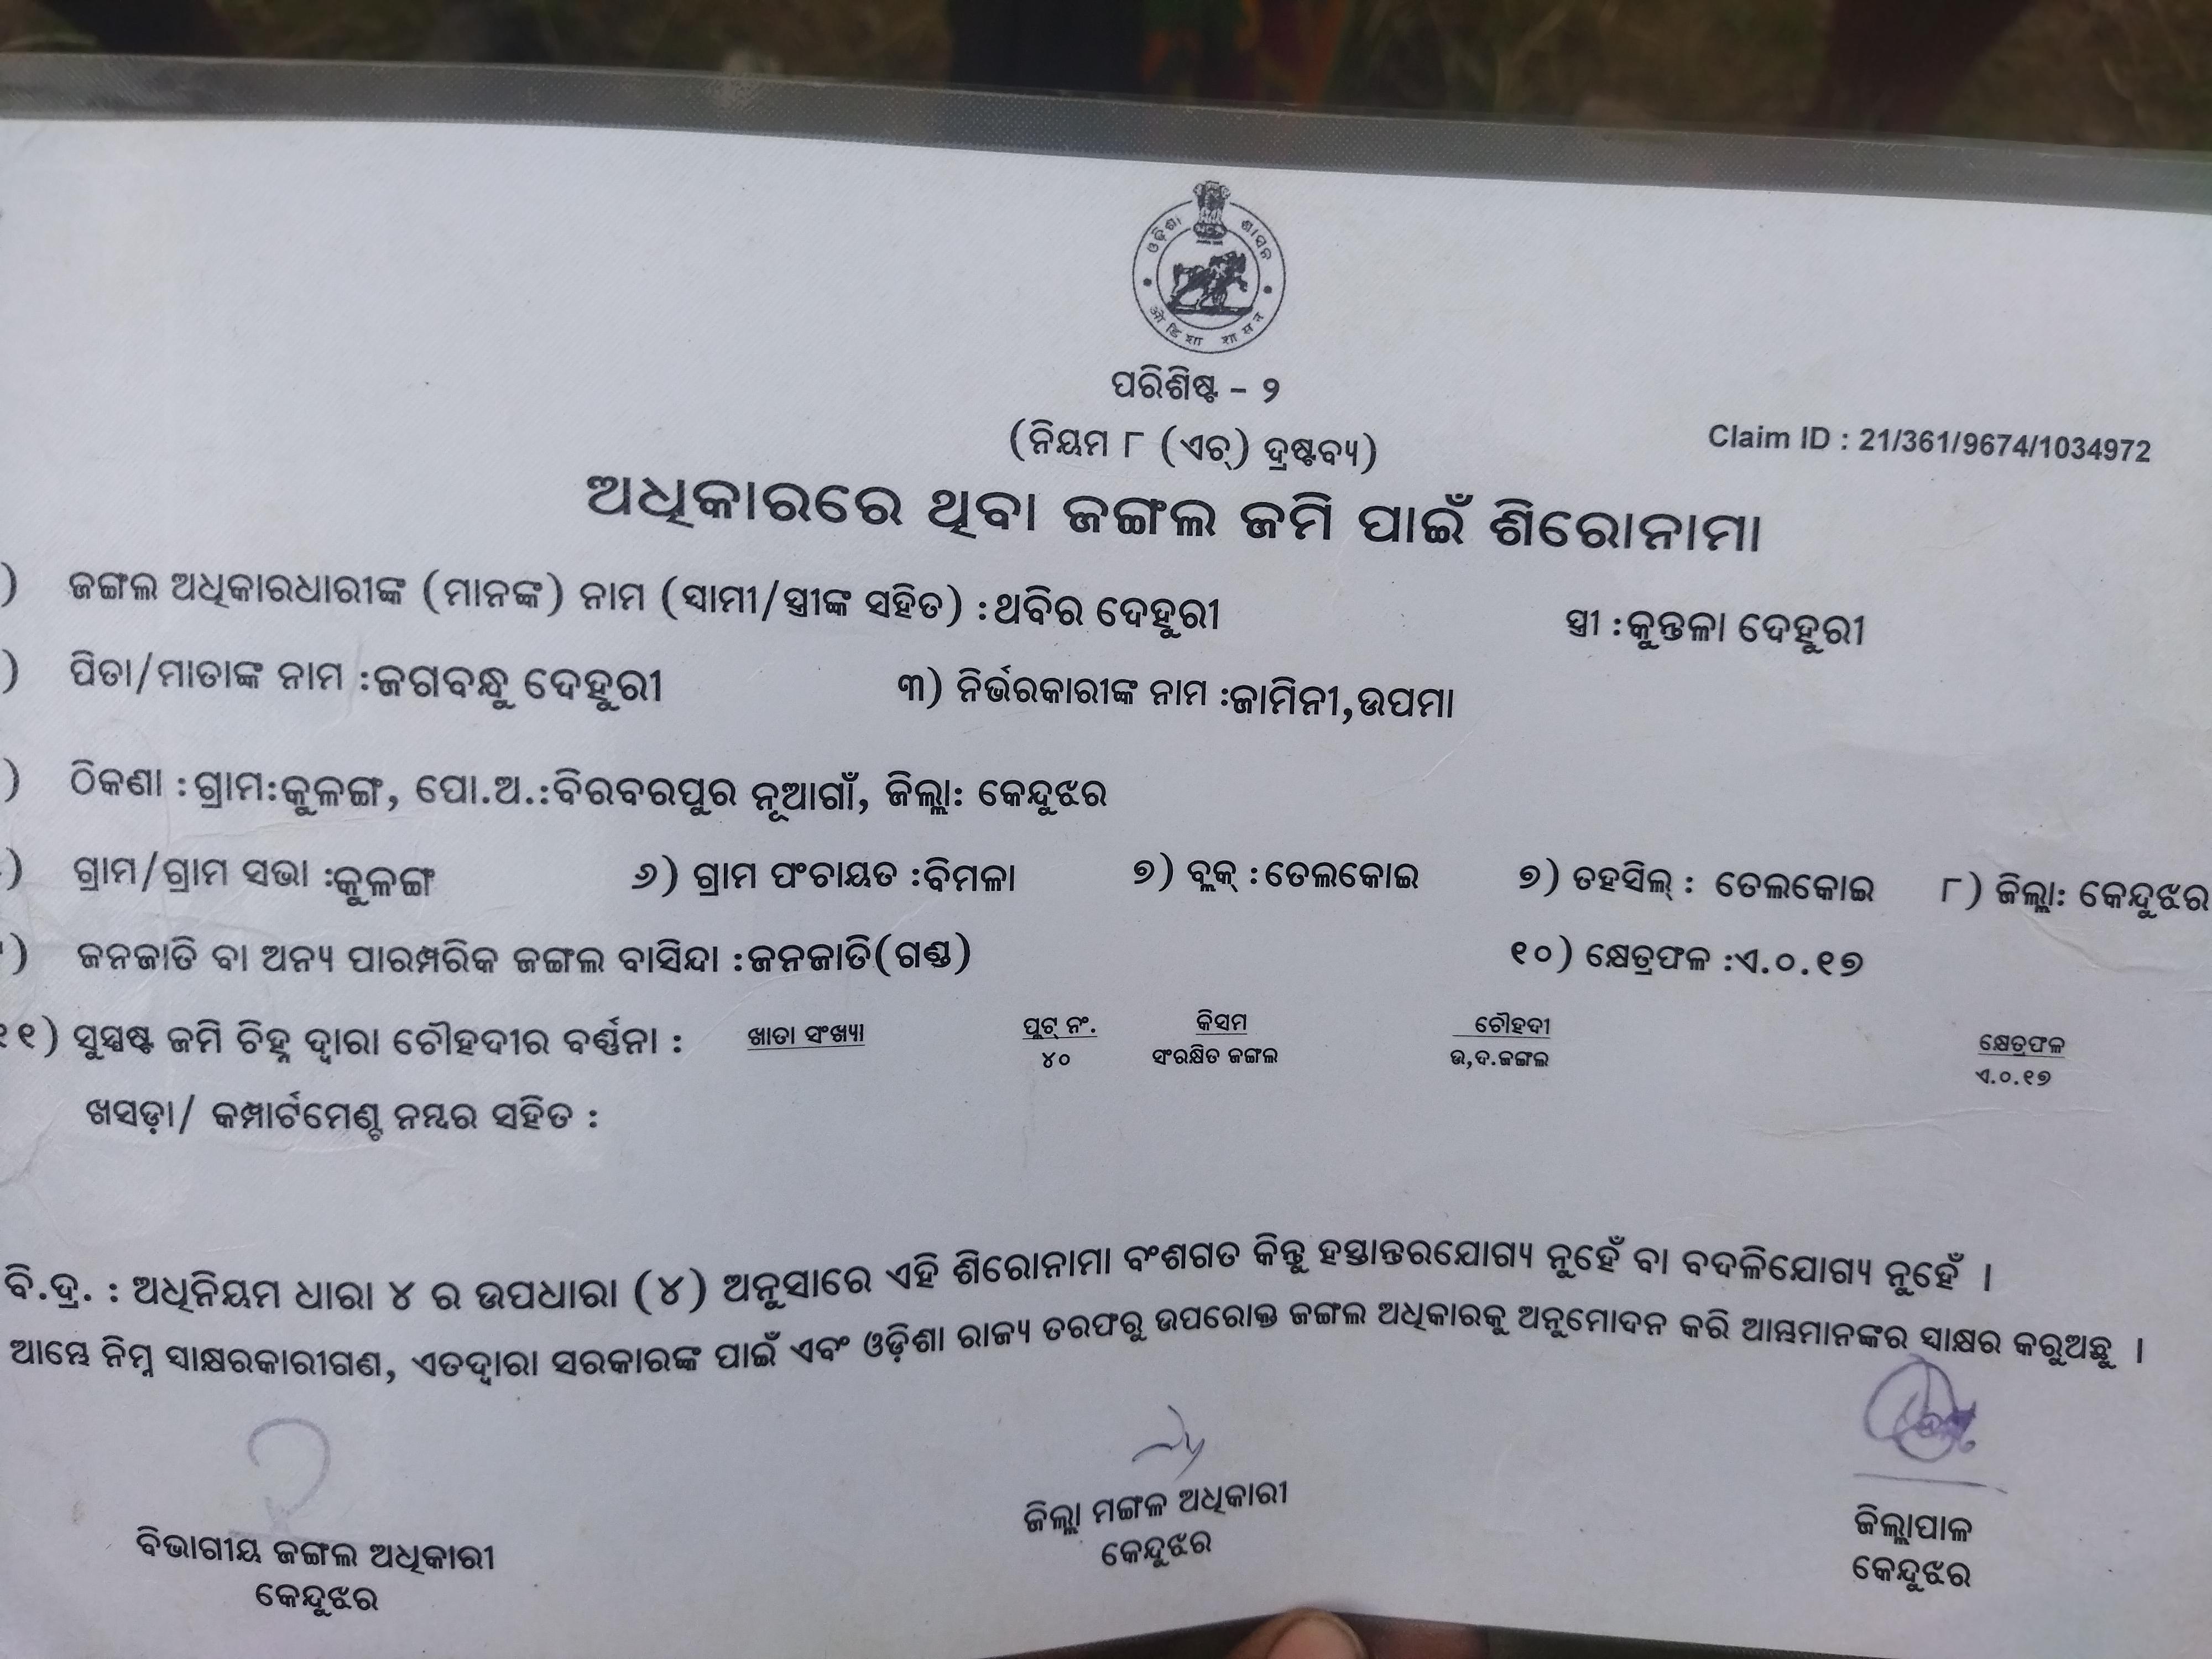 ଓଡ଼ିଶା ଶାସନ
ओडिशा शासन
ପରିଶିଷ୍ଟ - ୨
(ନିୟମ ୮ (ଏଚ୍) ଦ୍ରଷ୍ଟବ୍ୟ)
Claim ID : 21/361/9674/1034972
ଅଧିକାରରେ ଥିବା ଜଙ୍ଗଲ ଜମି ପାଇଁ ଶିରୋନାମା
) ଜଙ୍ଗଲ ଅଧିକାରଧାରୀଙ୍କ (ମାନଙ୍କ) ନାମ (ସ୍ୱାମୀ/ସ୍ତ୍ରୀଙ୍କ ସହିତ) :ଥବିର ଦେହୁରୀ ସ୍ତ୍ରୀ :କୁନ୍ତଳା ଦେହୁରୀ
) ପିତା/ମାତାଙ୍କ ନାମ :ଜଗବନ୍ଧୁ ଦେହୁରୀ ୩) ନିର୍ଭରକାରୀଙ୍କ ନାମ :ଜାମିନୀ,ଉପମା
) ଠିକଣା :ଗ୍ରାମ:କୁଳଙ୍ଗ, ପୋ.ଅ.:ବିରବରପୁର ନୂଆଗାଁ, ଜିଲ୍ଲା: କେନ୍ଦୁଝର
) ଗ୍ରାମ/ଗ୍ରାମ ସଭା :କୁଳଙ୍ଗ ୬) ଗ୍ରାମ ପଂଚାୟତ :ବିମଳା ୭) ବ୍ଲକ୍ :ତେଲକୋଇ ୭) ତହସିଲ୍ : ତେଲକୋଇ ୮) ଜିଲ୍ଲା: କେନ୍ଦୁଝର
) ଜନଜାତି ବା ଅନ୍ୟ ପାରମ୍ପରିକ ଜଙ୍ଗଲ ବାସିନ୍ଦା :ଜନଜାତି(ଗଣ୍ଡ) ୧୦) କ୍ଷେତ୍ରଫଳ :ଏ.୦.୧୭
୧୧) ସୁସ୍ପଷ୍ଟ ଜମି ଚିହ୍ନ ଦ୍ୱାରା ଚୌହଦୀର ବର୍ଣ୍ଣନା : ଖାତା ସଂଖ୍ୟା ପ୍ଲଟ୍ ନଂ. କିସମ ଚୌହଦୀ କ୍ଷେତ୍ରଫଳ
୪୦ ସଂରକ୍ଷିତ ଜଙ୍ଗଲ ଉ,ଦ.ଜଙ୍ଗଲ ଏ.୦.୧୭
ଖସଡ଼ା/ କମ୍ପାର୍ଟମେଣ୍ଟ ନମ୍ବର ସହିତ :
ବି.ଦ୍ର. : ଅଧିନିୟମ ଧାରା ୪ ର ଉପଧାରା (୪) ଅନୁସାରେ ଏହି ଶିରୋନାମା ବଂଶଗତ କିନ୍ତୁ ହସ୍ତାନ୍ତରଯୋଗ୍ୟ ନୁହେଁ ବା ବଦଳିଯୋଗ୍ୟ ନୁହେଁ ।
ଆମ୍ଭେ ନିମ୍ନ ସ୍ୱାକ୍ଷରକାରୀଗଣ, ଏତଦ୍ୱାରା ସରକାରଙ୍କ ପାଇଁ ଏବଂ ଓଡ଼ିଶା ରାଜ୍ୟ ତରଫରୁ ଉପରୋକ୍ତ ଜଙ୍ଗଲ ଅଧିକାରକୁ ଅନୁମୋଦନ କରି ଆମ୍ଭମାନଙ୍କର ସାକ୍ଷର କରୁଅଛୁ ।
ବିଭାଗୀୟ ଜଙ୍ଗଲ ଅଧିକାରୀ
କେନ୍ଦୁଝର
ଜିଲ୍ଲା ମଙ୍ଗଳ ଅଧିକାରୀ
କେନ୍ଦୁଝର
ଜିଲ୍ଲାପାଳ
କେନ୍ଦୁଝର